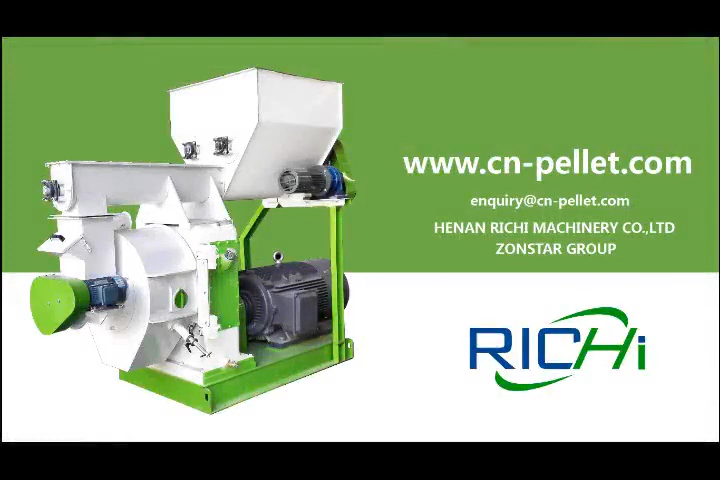 www.cn-pellet.com
enquiry@cn-pellet.com
HENAN RICHI MACHINERY CO.,LTD
ZONSTAR GROUP
RICHi